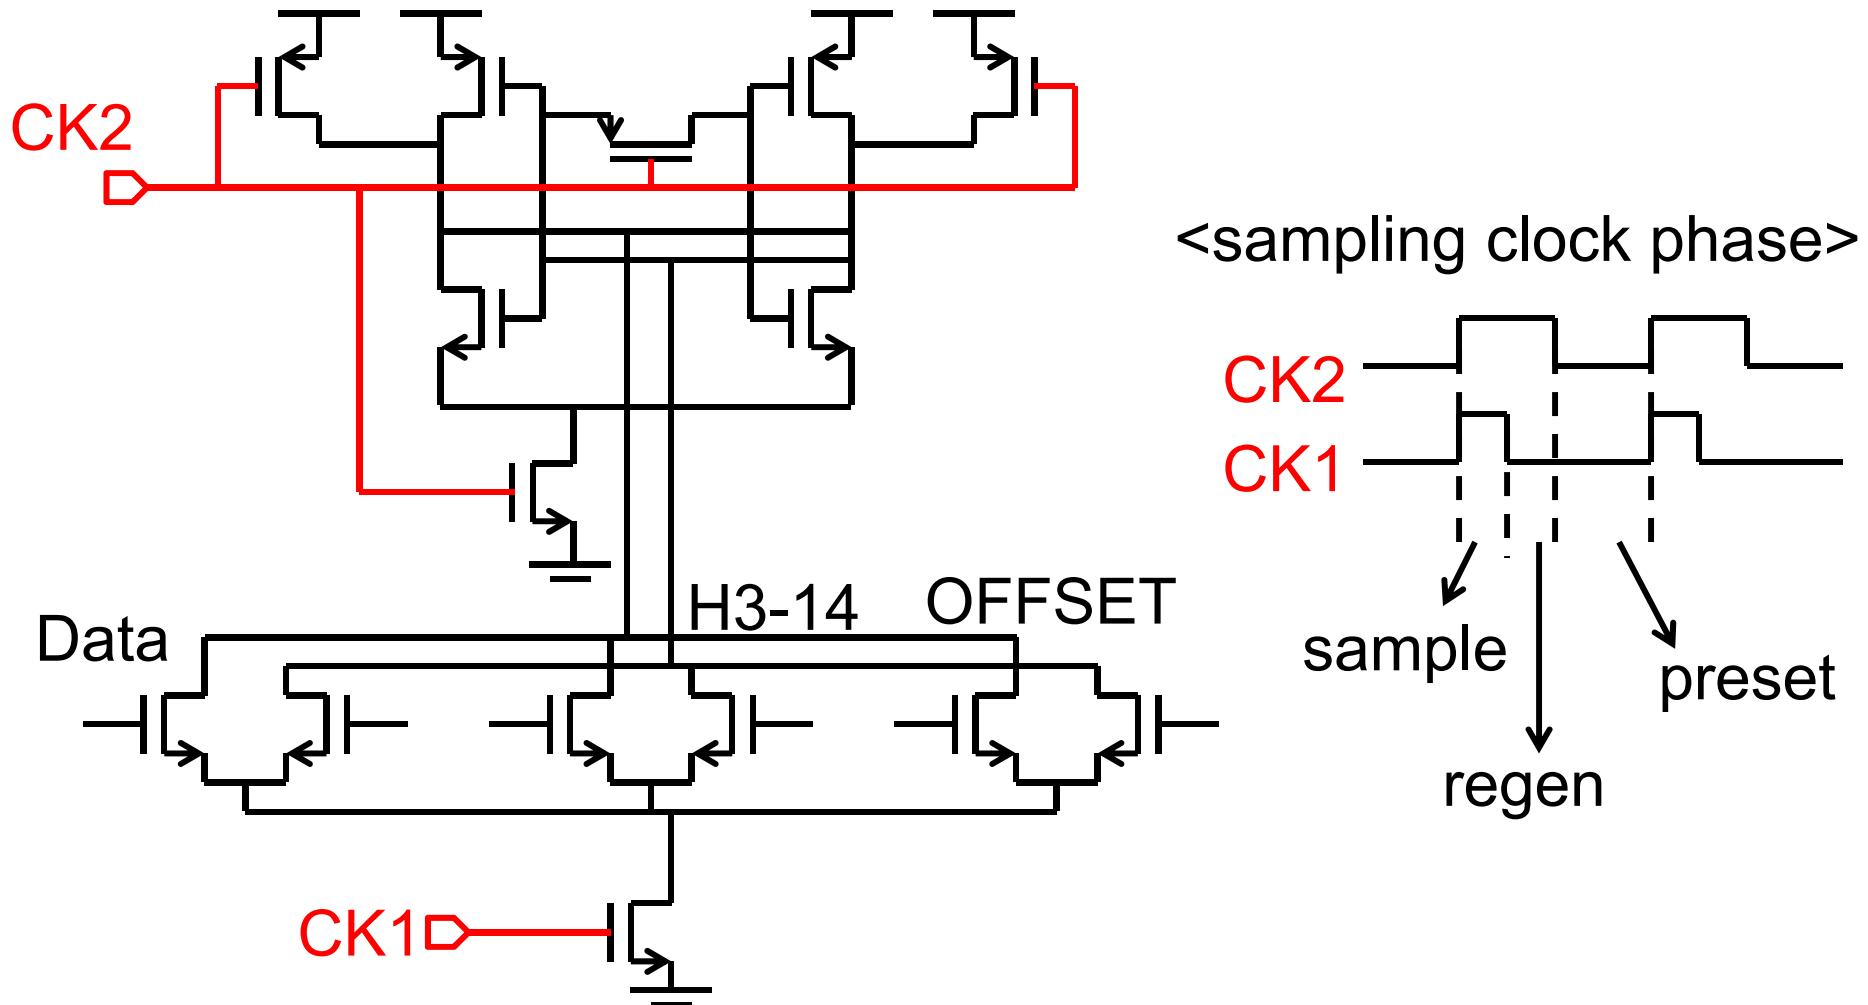 CK2
<sampling clock phase>
CK2
CK1
H3-14
OFFSET
Data
sample
preset
regen
CK1